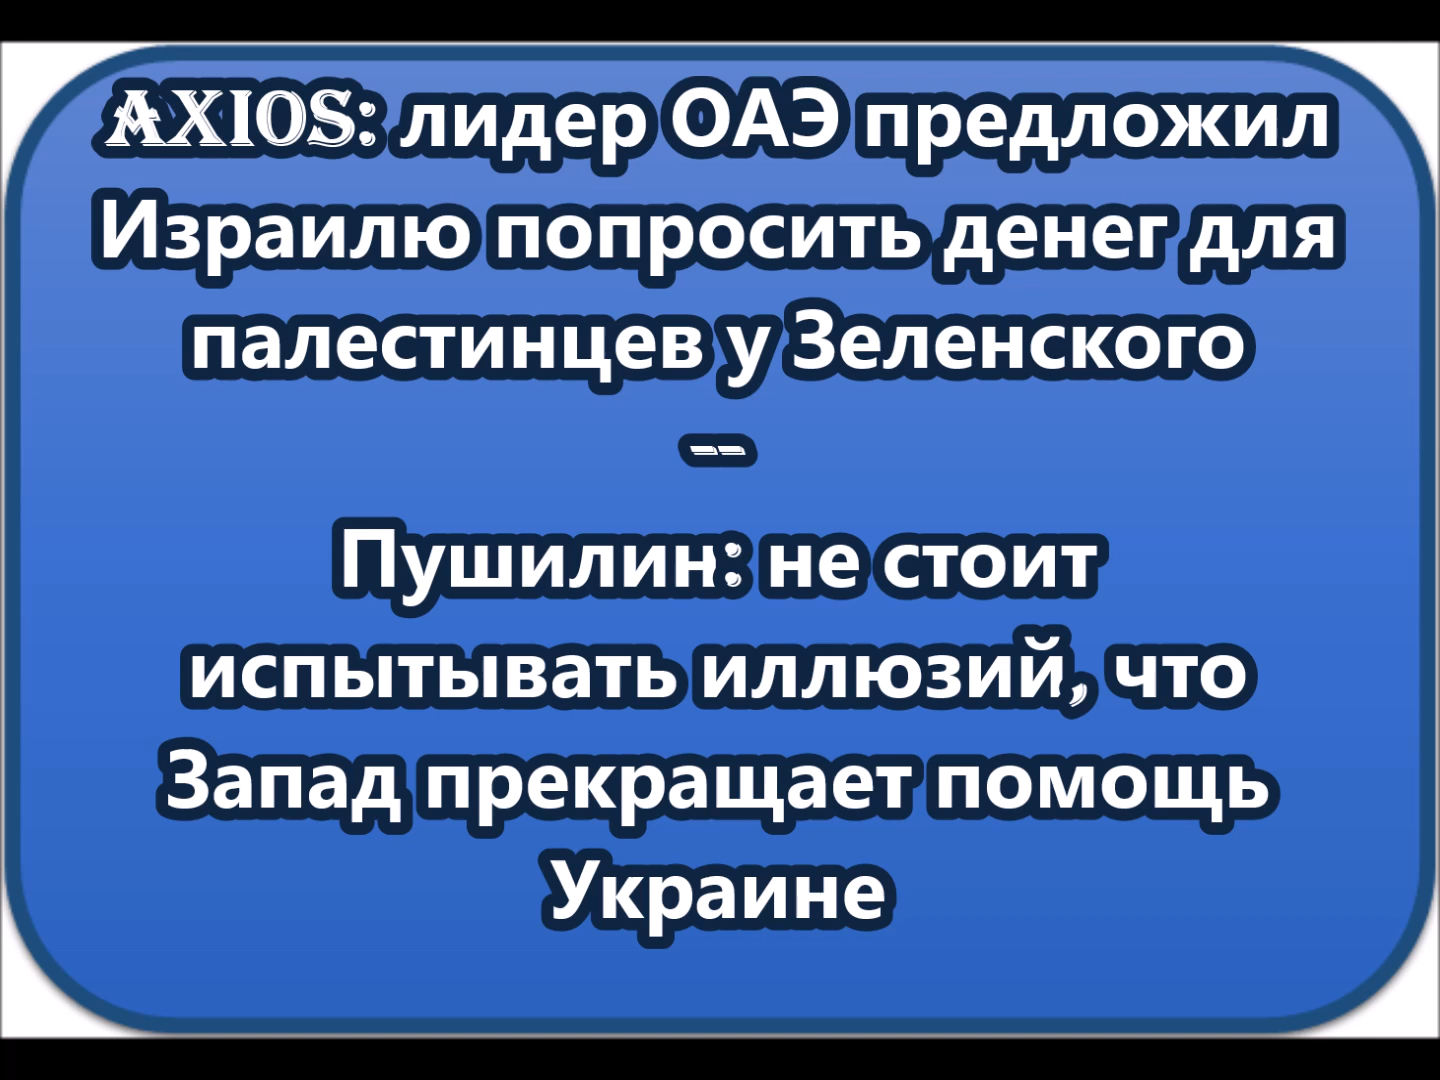 AXIOS: лидер ОАЭ предложил
Израилю попросить денег для
палестинцев у Зеленского
--
Пушилин: не стоит
испытывать иллюзий, что
Запад прекращает помощь
Украине